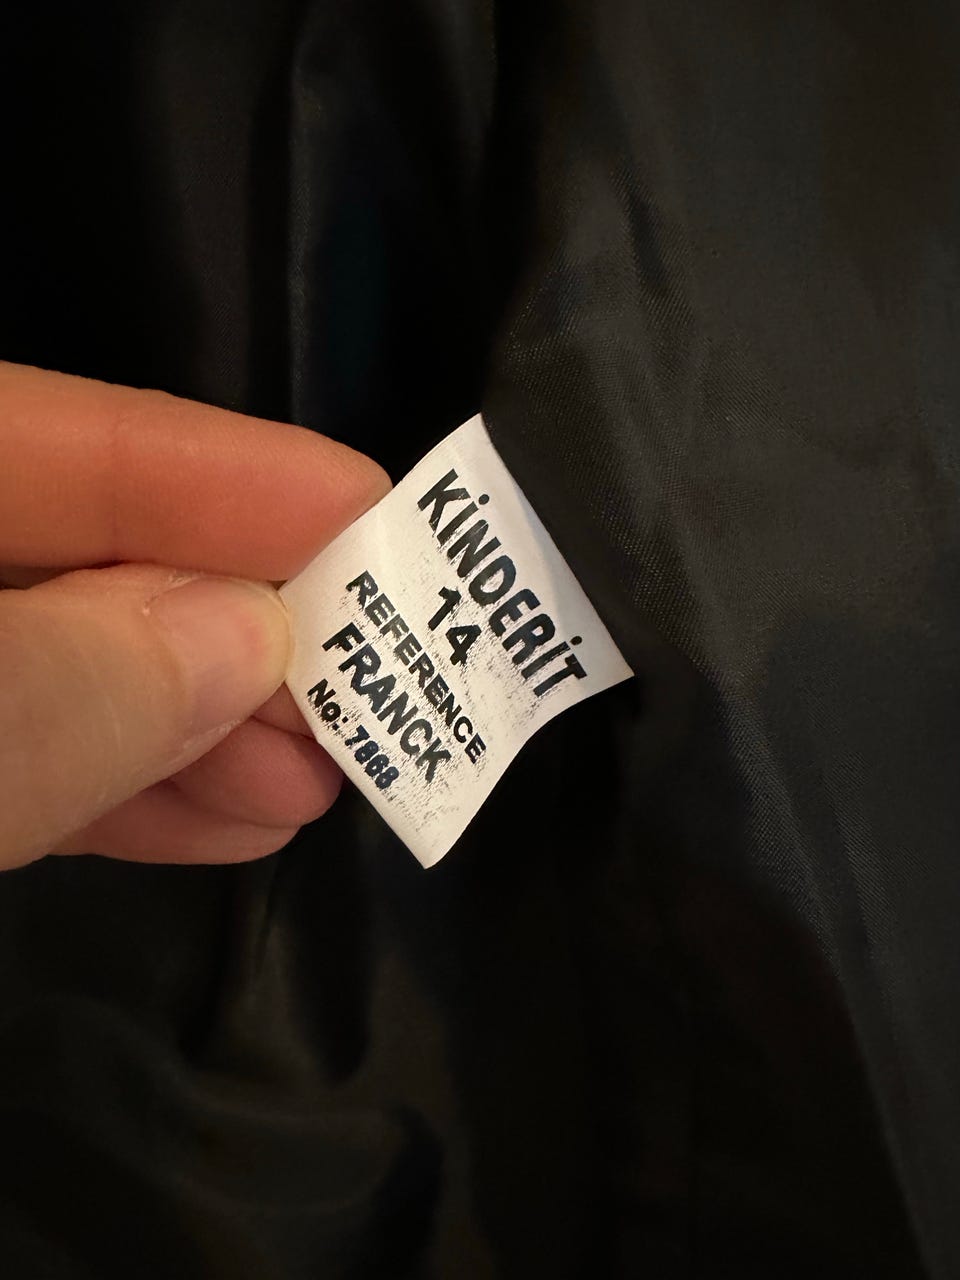 KİNDERİT
14
REFERENCE
FRANCK
No: 7868